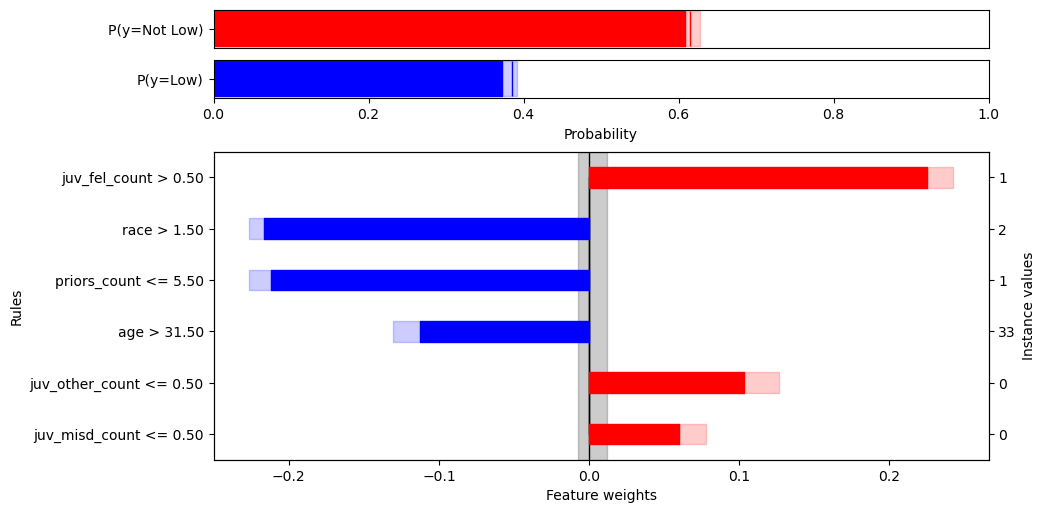 P(y=Not Low)
P(y=Low)
0.0 0.2 0.4 0.6 0.8 1.0
Probability
juv_fel_count > 0.50 1
race > 1.50 2
priors_count <= 5.50 1
age > 31.50 33
juv_other_count <= 0.50 0
juv_misd_count <= 0.50 0
Rules
Instance values
−0.2 −0.1 0.0 0.1 0.2
Feature weights